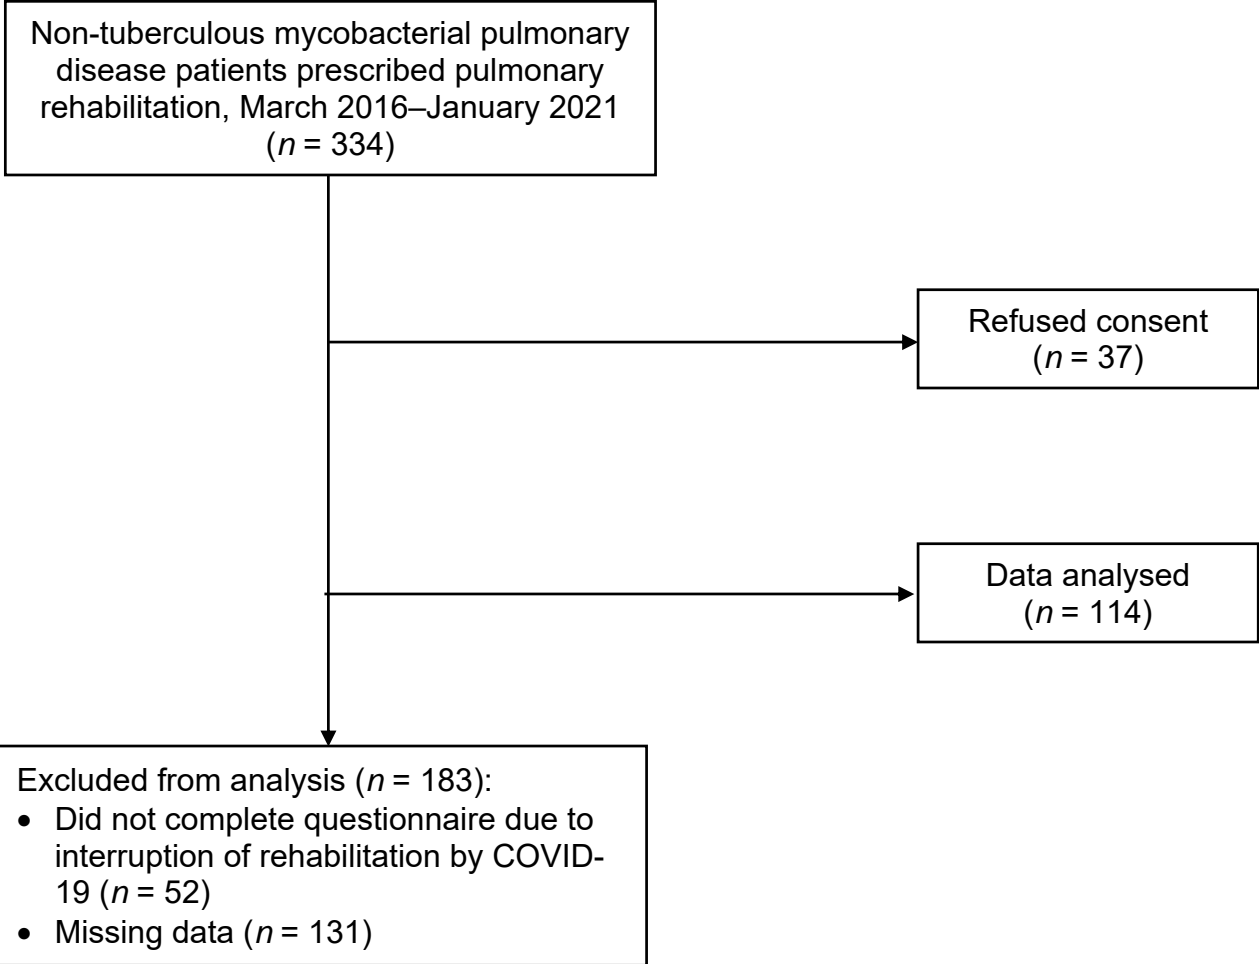 Non-tuberculous mycobacterial pulmonary
disease patients prescribed pulmonary
rehabilitation, March 2016–January 2021
(n = 334)
Refused consent
(n = 37)
Data analysed
(n = 114)
Excluded from analysis (n = 183):
• Did not complete questionnaire due to
interruption of rehabilitation by COVID-
19 (n = 52)
• Missing data (n = 131)